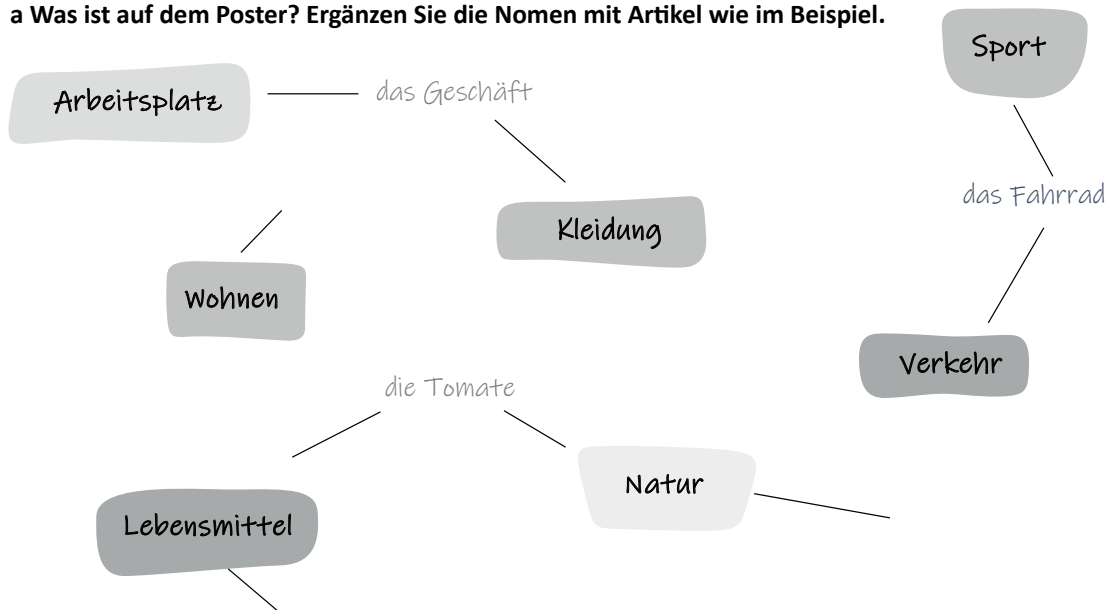 a Was ist auf dem Poster? Ergänzen Sie die Nomen mit Artikel wie im Beispiel.
Sport
Arbeitsplatz
das Geschäft
das Fahrrad
Kleidung
Wohnen
Verkehr
die Tomate
Natur
Lebensmittel